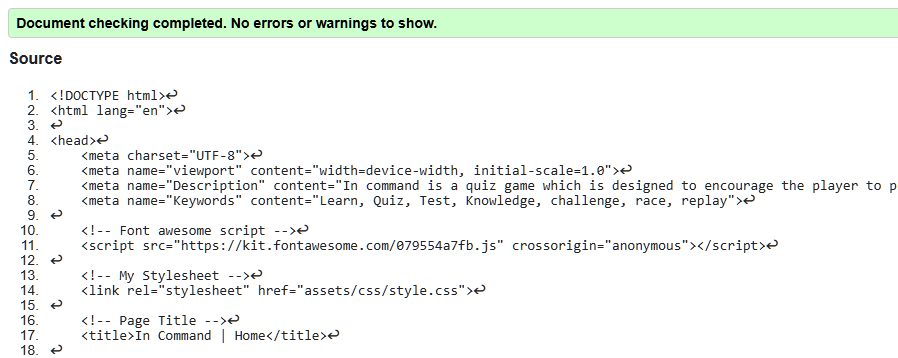 Document checking completed. No errors or warnings to show.
Source
1. <!DOCTYPE html>↩
2. <html lang="en">↩
3. ↩
4. <head>↩
5.     <meta charset="UTF-8">↩
6.     <meta name="viewport" content="width=device-width, initial-scale=1.0">↩
7.     <meta name="Description" content="In command is a quiz game which is designed to encourage the player to p
8.     <meta name="Keywords" content="Learn, Quiz, Test, Knowledge, challenge, race, replay">↩
9. ↩
10.     <!-- Font awesome script -->↩
11.     <script src="https://kit.fontawesome.com/079554a7fb.js" crossorigin="anonymous"></script>↩
12. ↩
13.     <!-- My Stylesheet -->↩
14.     <link rel="stylesheet" href="assets/css/style.css">↩
15. ↩
16.     <!-- Page Title -->↩
17.     <title>In Command | Home</title>↩
18. ↩